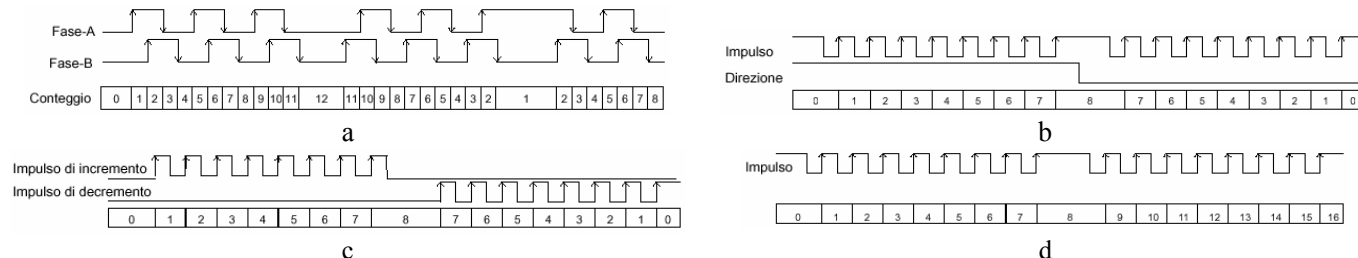 Fase-A
Fase-B
Conteggio 0 1 2 3 4 5 6 7 8 9 10 11 12 11 10 9 8 7 6 5 4 3 2 1 2 3 4 5 6 7 8
a
Impulso
Direzione
0 1 2 3 4 5 6 7 8 7 6 5 4 3 2 1 0
b
Impulso di incremento
Impulso di decremento
0 1 2 3 4 5 6 7 8 7 6 5 4 3 2 1 0
c
Impulso
0 1 2 3 4 5 6 7 8 9 10 11 12 13 14 15 16
d